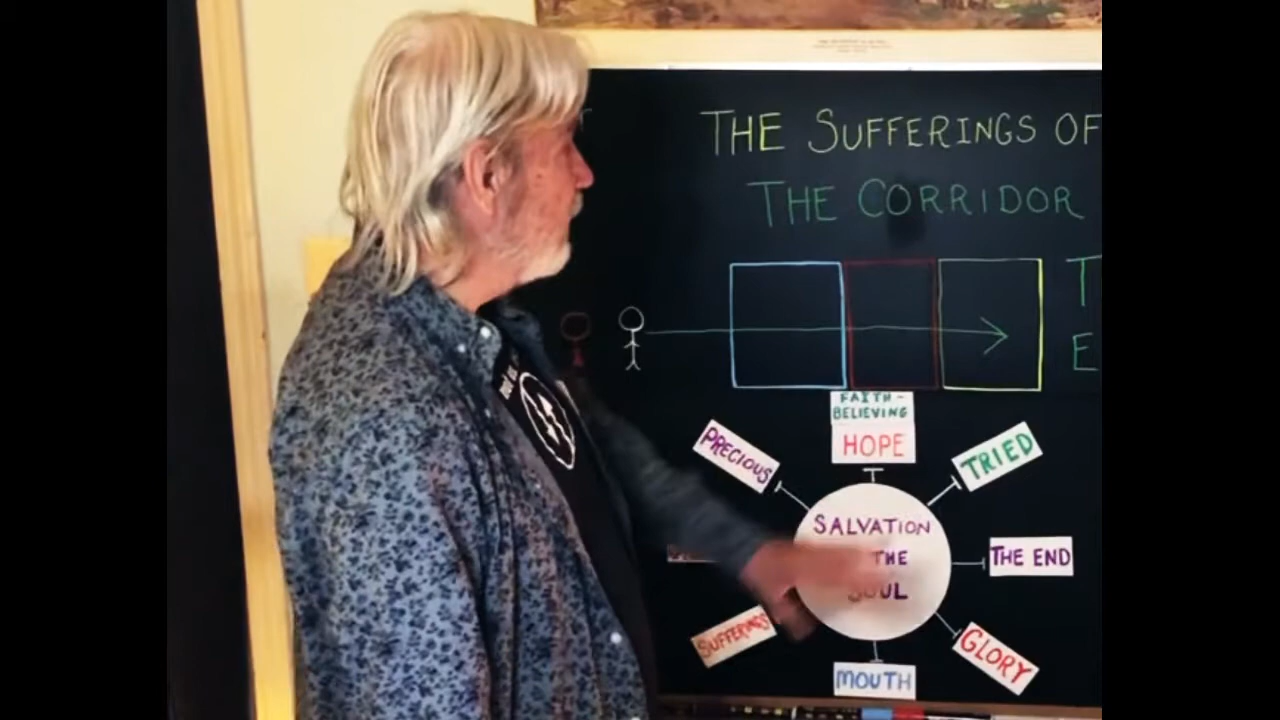 THE SUFFERINGS OF
THE CORRIDOR
T
E
FAITH-
BELIEVING
HOPE
PRECIOUS
TRIED
SALVATION
THE
SOUL
THE END
SUFFERINGS
GLORY
MOUTH